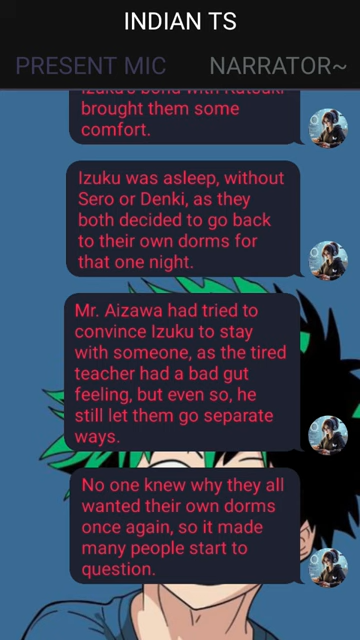 INDIAN TS
PRESENT MIC NARRATOR~
Izuku's bond with Katsuki
brought them some
comfort.
Izuku was asleep, without
Sero or Denki, as they
both decided to go back
to their own dorms for
that one night.
Mr. Aizawa had tried to
convince Izuku to stay
with someone, as the tired
teacher had a bad gut
feeling, but even so, he
still let them go separate
ways.
No one knew why they all
wanted their own dorms
once again, so it made
many people start to
question.